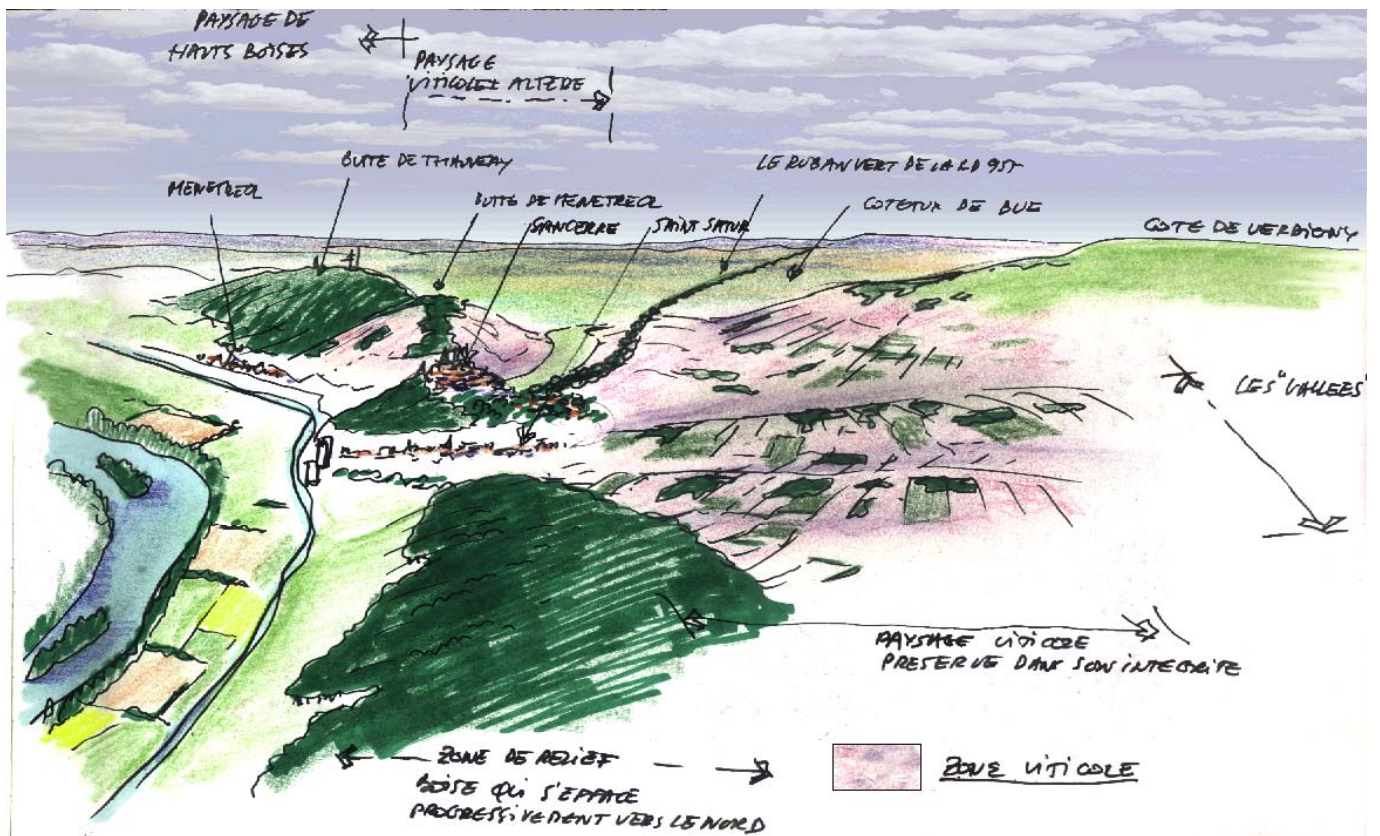 PAYSAGE DE
HAUTS BOISES
PAYSAGE
VITICOLE ALTERE
BUTTE DE THAUVENAY
LE RUBAN VERT DE LA RD 955
MENETREOL
BUTTE DE MENETREOL
COTEAUX DE BUE
SANCERRE
SAINT SATUR
COTE DE VERDIGNY
LES "VALLEES"
PAYSAGE VITICOLE
PRESERVE DANS SON INTEGRITE
ZONE DE RELIEF
BOISE QUI S'EFFACE
PROGRESSIVEMENT VERS LE NORD
ZONE VITICOLE